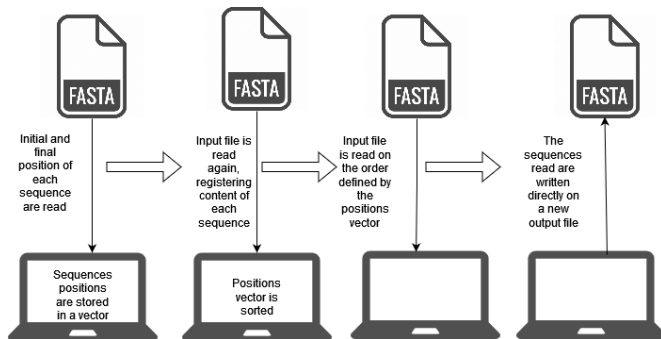 FASTA
FASTA
FASTA
FASTA
Initial and
final
position of
each
sequence
are read
Input file is
read
again,
registering
content of
each
sequence
Input file
is read on
the order
defined by
the
positions
vector
The
sequences
read are
written
directly on
a new
output file
Sequences
positions
are stored
in a vector
Positions
vector is
sorted